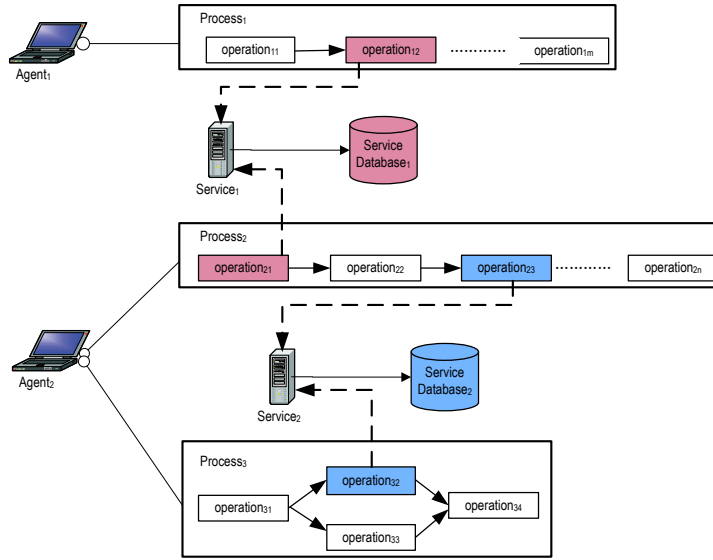 Process₁
operation₁₁
operation₁₂
operation₁ₘ
Agent₁
Service₁
Service
Database₁
Process₂
operation₂₁
operation₂₂
operation₂₃
operation₂ₙ
Agent₂
Service₂
Service
Database₂
Process₃
operation₃₁
operation₃₂
operation₃₃
operation₃₄